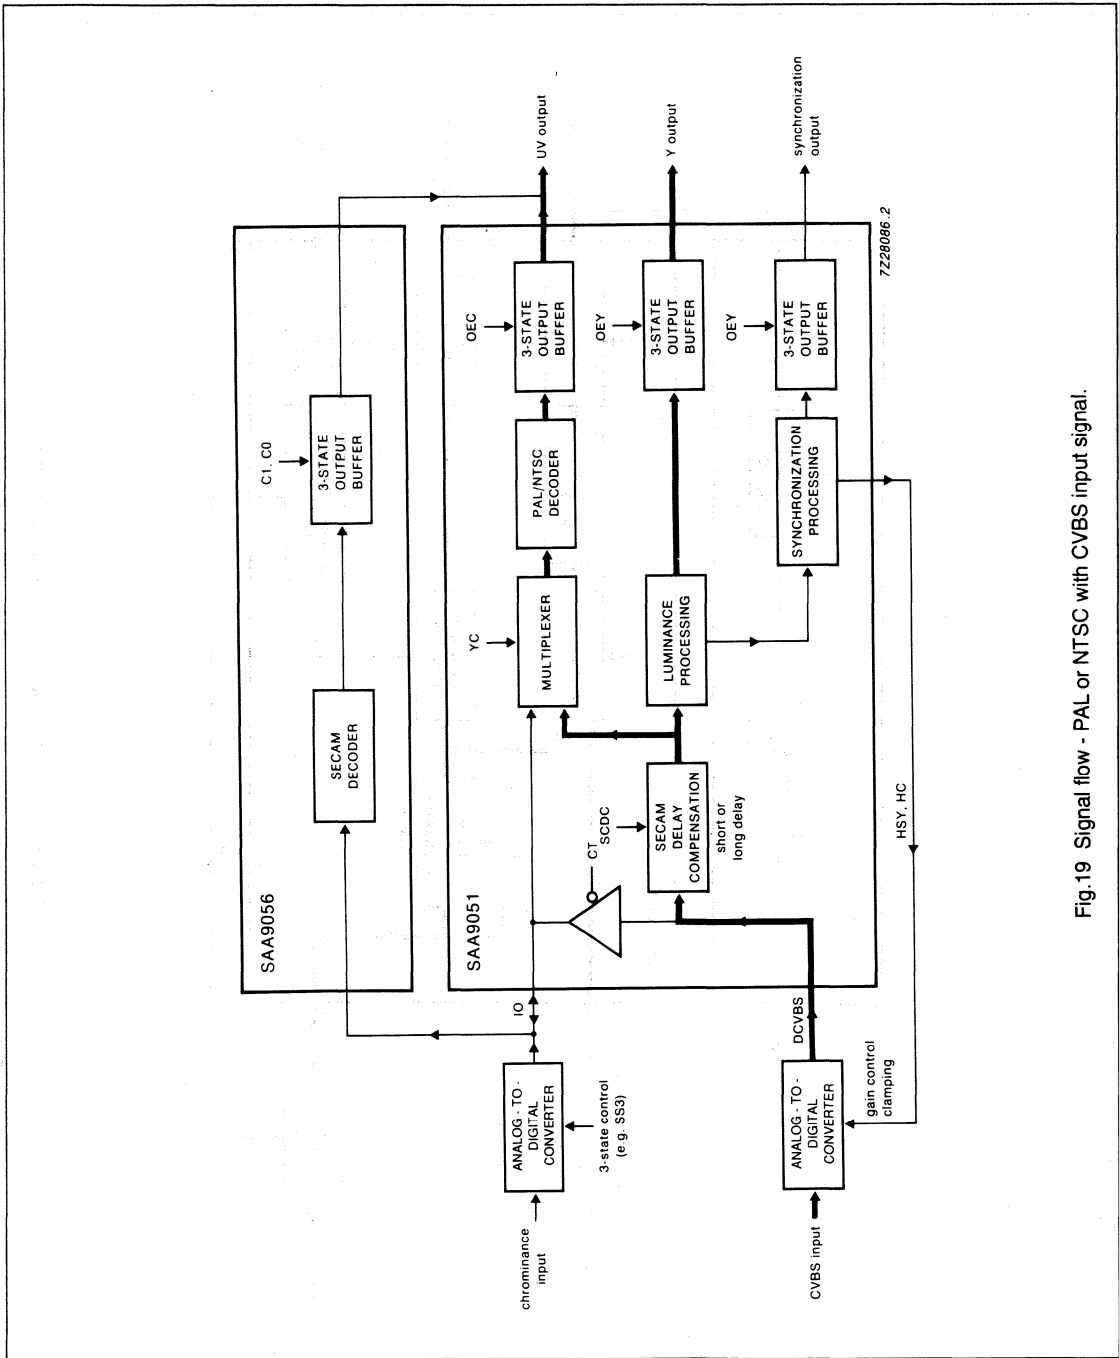 SAA9056
SECAM
DECODER
C1, C0
3-STATE
OUTPUT
BUFFER
SAA9051
chrominance
input
ANALOG - TO -
DIGITAL
CONVERTER
3-state control
(e.g. SS3)
IO
CT
YC
MULTIPLEXER
PAL/NTSC
DECODER
OEC
3-STATE
OUTPUT
BUFFER
UV output
CVBS input
ANALOG - TO -
DIGITAL
CONVERTER
gain control
clamping
DCVBS
SCDC
SECAM
DELAY
COMPENSATION
short or
long delay
LUMINANCE
PROCESSING
OEY
3-STATE
OUTPUT
BUFFER
Y output
SYNCHRONIZATION
PROCESSING
OEY
3-STATE
OUTPUT
BUFFER
synchronization
output
HSY, HC
7Z28086.2
Fig.19 Signal flow - PAL or NTSC with CVBS input signal.